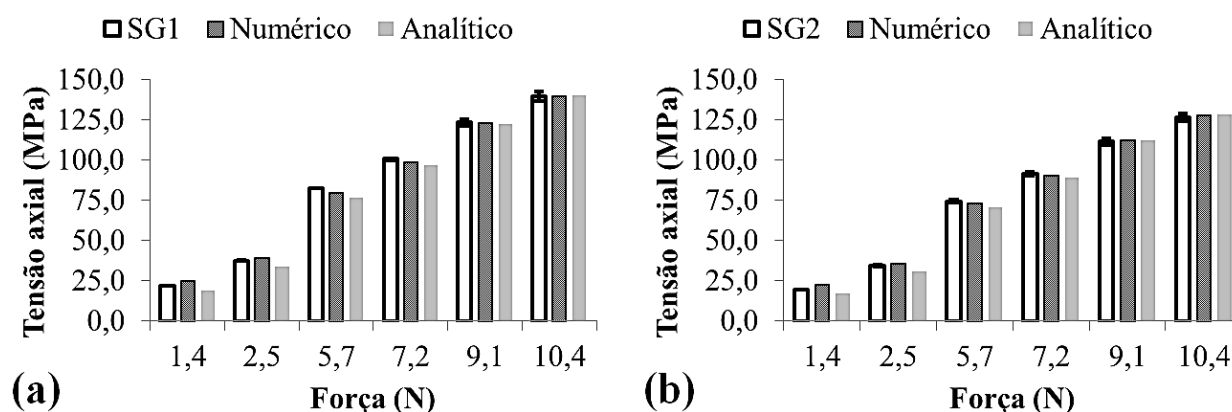 SG1 Numérico Analítico
Tensão axial (MPa)
150,0
125,0
100,0
75,0
50,0
25,0
0,0
1,4 2,5 5,7 7,2 9,1 10,4
Força (N)
(a)
SG2 Numérico Analítico
Tensão axial (MPa)
150,0
125,0
100,0
75,0
50,0
25,0
0,0
1,4 2,5 5,7 7,2 9,1 10,4
Força (N)
(b)